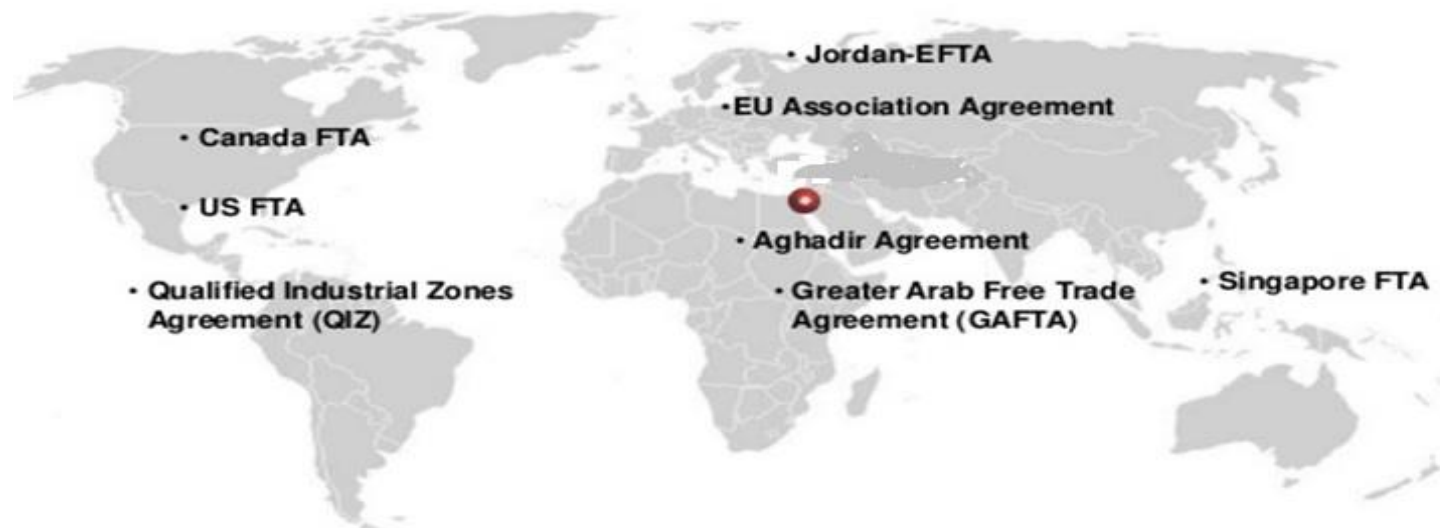 • Jordan-EFTA
•EU Association Agreement
• Canada FTA
• US FTA
• Aghadir Agreement
• Qualified Industrial Zones
Agreement (QIZ)
• Greater Arab Free Trade
Agreement (GAFTA)
• Singapore FTA